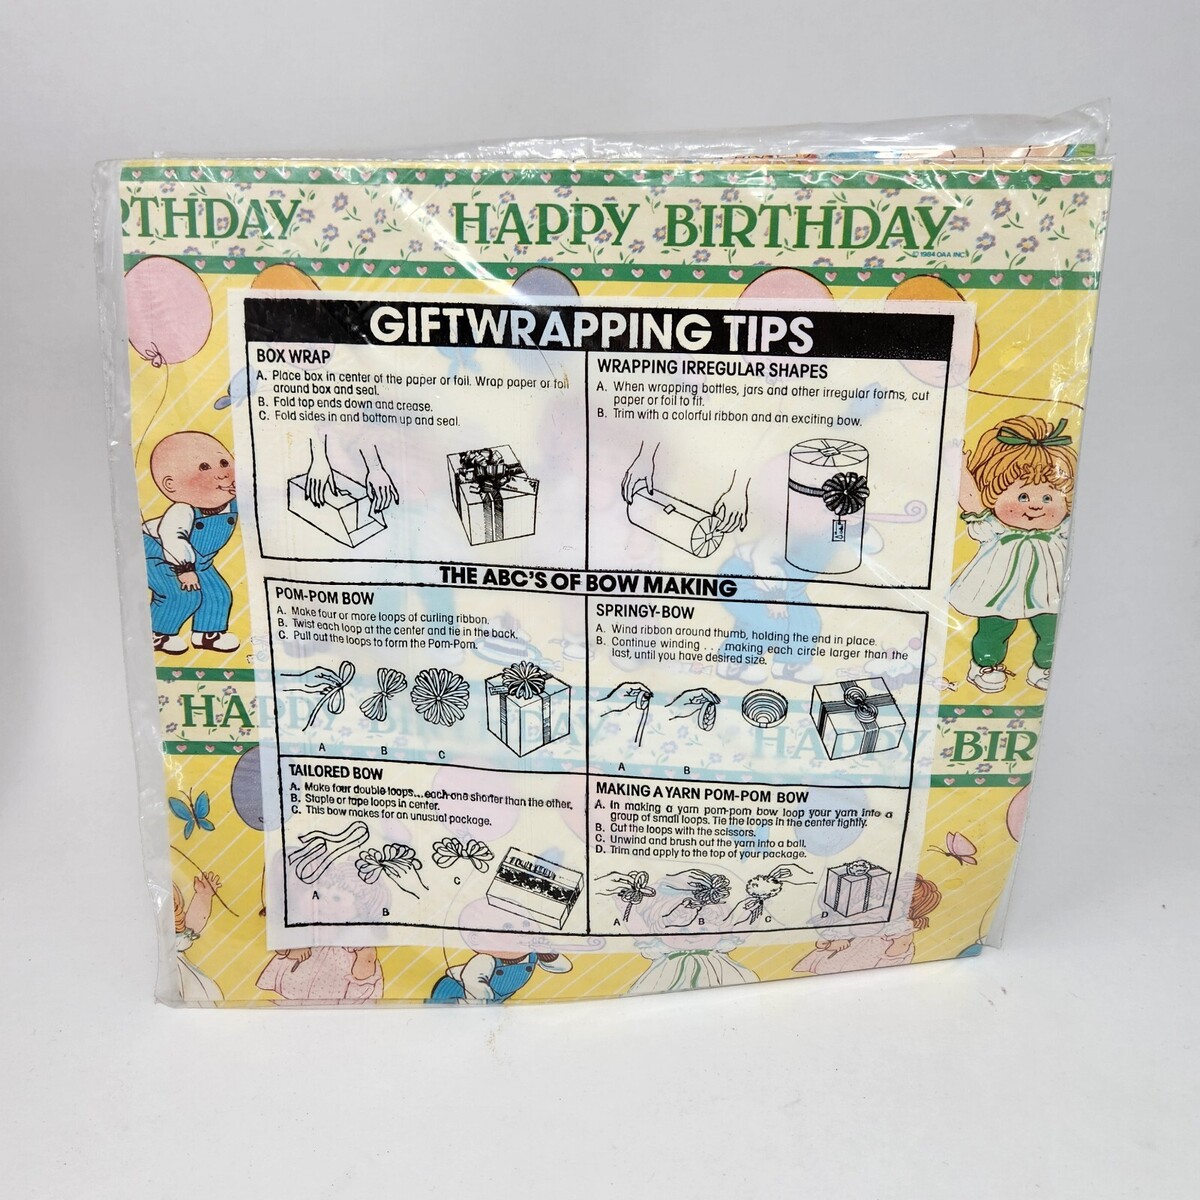 RTHDAY HAPPY BIRTHDAY
© 1984 OAA INC
GIFTWRAPPING TIPS
BOX WRAP
A. Place box in center of the paper or foil. Wrap paper or foil
around box and seal.
B. Fold top ends down and crease.
C. Fold sides in and bottom up and seal.
WRAPPING IRREGULAR SHAPES
A. When wrapping bottles, jars and other irregular forms, cut
paper or foil to fit.
B. Trim with a colorful ribbon and an exciting bow.
THE ABC'S OF BOW MAKING
POM-POM BOW
A. Make four or more loops of curling ribbon.
B. Twist each loop at the center and tie in the back.
C. Pull out the loops to form the Pom-Pom.
A B C
SPRINGY-BOW
A. Wind ribbon around thumb, holding the end in place.
B. Continue winding . . . making each circle larger than the
last, until you have desired size.
A B
TAILORED BOW
A. Make four double loops...each one shorter than the other.
B. Staple or tape loops in center.
C. This bow makes for an unusual package.
A B C
MAKING A YARN POM-POM BOW
A. In making a yarn pom-pom bow loop your yarn into a
group of small loops. Tie the loops in the center tightly.
B. Cut the loops with the scissors.
C. Unwind and brush out the yarn into a ball.
D. Trim and apply to the top of your package.
A B C D
HAPPY BIRTHDAY HAPPY BIR